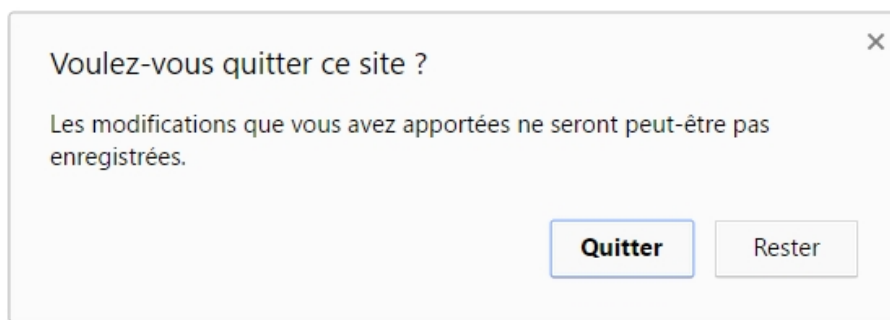 Voulez-vous quitter ce site ?
Les modifications que vous avez apportées ne seront peut-être pas
enregistrées.
Quitter Rester